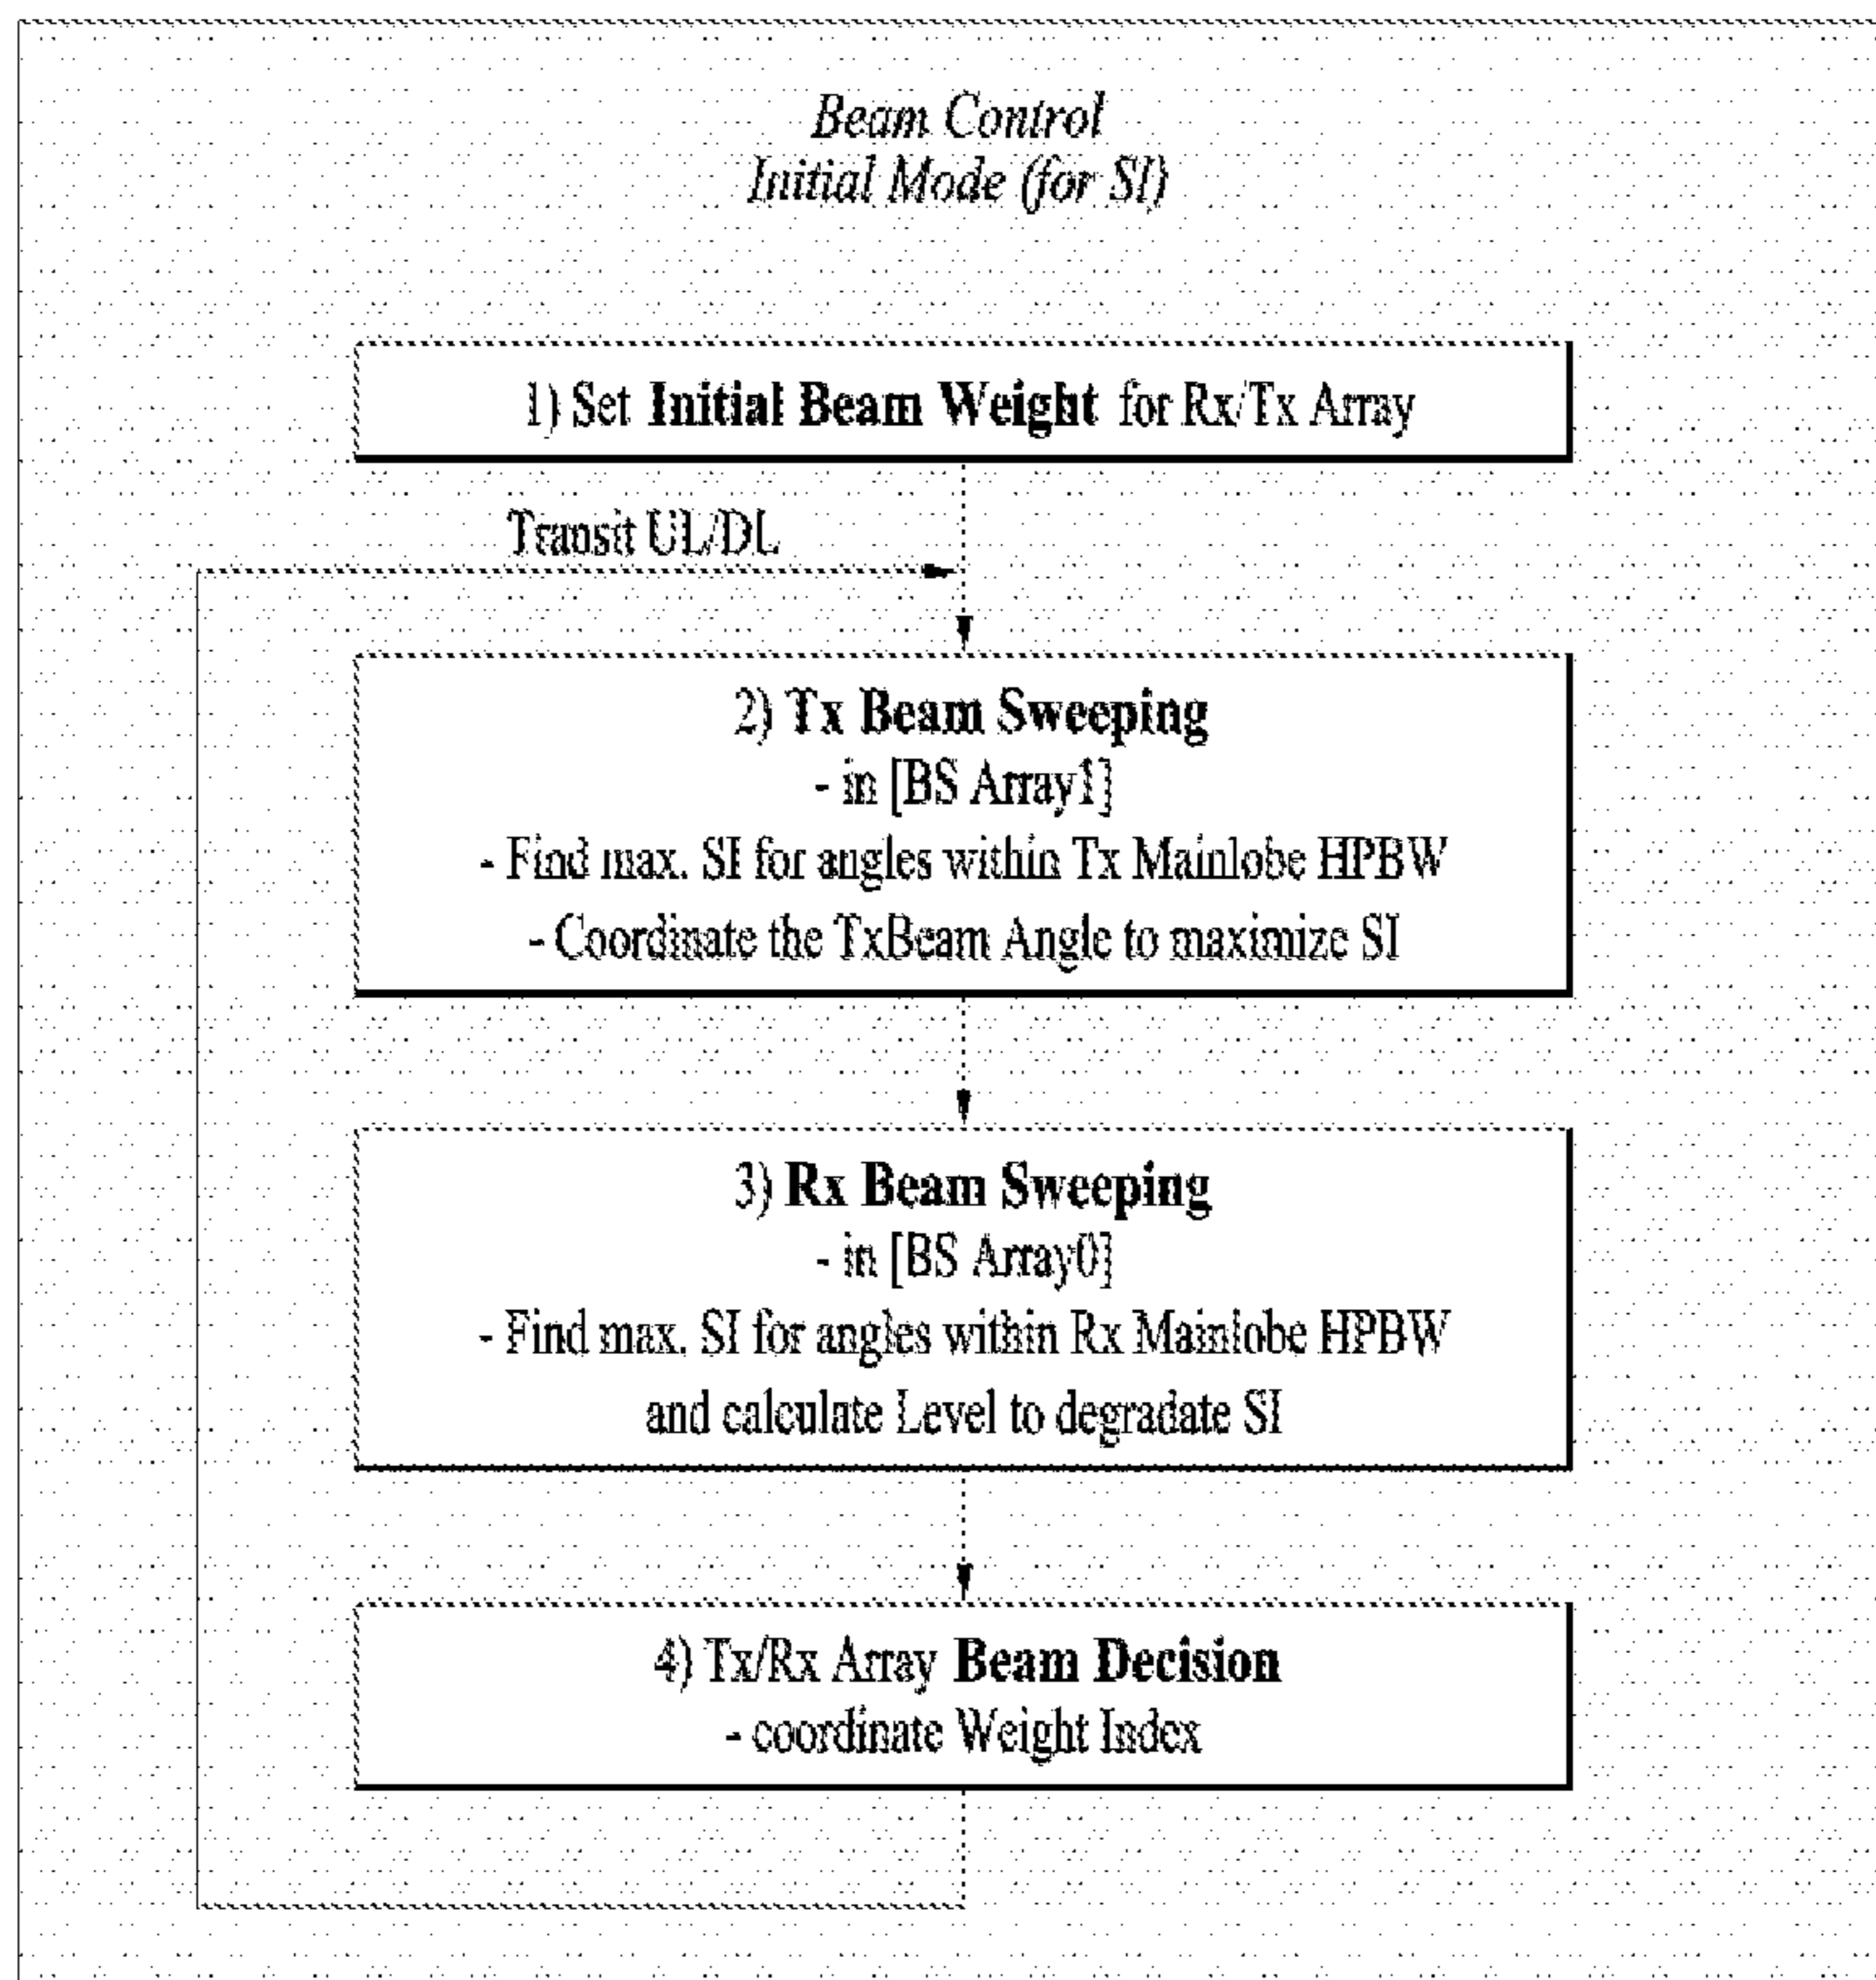 Beam Control
Initial Mode (for SI)
1) Set Initial Beam Weight for Rx/Tx Array
Transit UL/DL
2) Tx Beam Sweeping
- in [BS Array1]
- Find max. SI for angles within Tx Mainlobe HPBW
- Coordinate the TxBeam Angle to maximize SI
3) Rx Beam Sweeping
- in [BS Array0]
- Find max. SI for angles within Rx Mainlobe HPBW
and calculate Level to degradate SI
4) Tx/Rx Array Beam Decision
- coordinate Weight Index